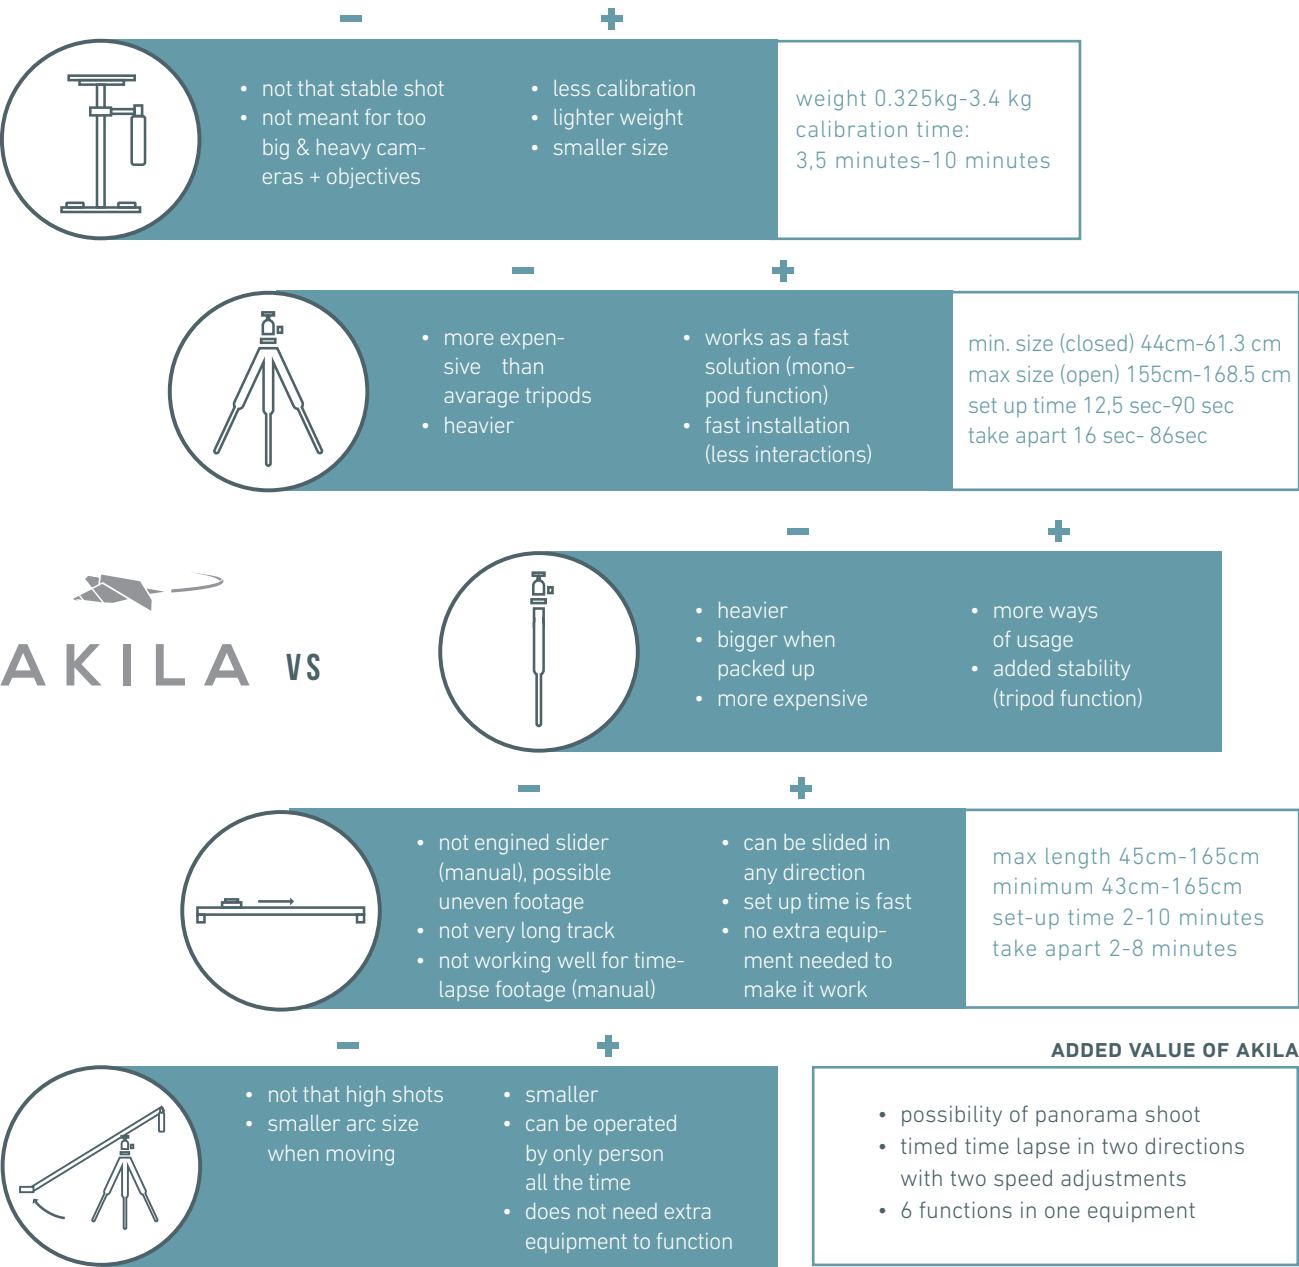 • not that stable shot
• not meant for too
big & heavy cam-
eras + objectives
• less calibration
• lighter weight
• smaller size
weight 0.325kg-3.4 kg
calibration time:
3,5 minutes-10 minutes
• more expen-
sive than
avarage tripods
• heavier
• works as a fast
solution (mono-
pod function)
• fast installation
(less interactions)
min. size (closed) 44cm-61.3 cm
max size (open) 155cm-168.5 cm
set up time 12,5 sec-90 sec
take apart 16 sec- 86sec
AKILA VS
• heavier
• bigger when
packed up
• more expensive
• more ways
of usage
• added stability
(tripod function)
• not engined slider
(manual), possible
uneven footage
• not very long track
• not working well for time-
lapse footage (manual)
• can be slided in
any direction
• set up time is fast
• no extra equip-
ment needed to
make it work
max length 45cm-165cm
minimum 43cm-165cm
set-up time 2-10 minutes
take apart 2-8 minutes
• not that high shots
• smaller arc size
when moving
• smaller
• can be operated
by only person
all the time
• does not need extra
equipment to function
ADDED VALUE OF AKILA
• possibility of panorama shoot
• timed time lapse in two directions
with two speed adjustments
• 6 functions in one equipment